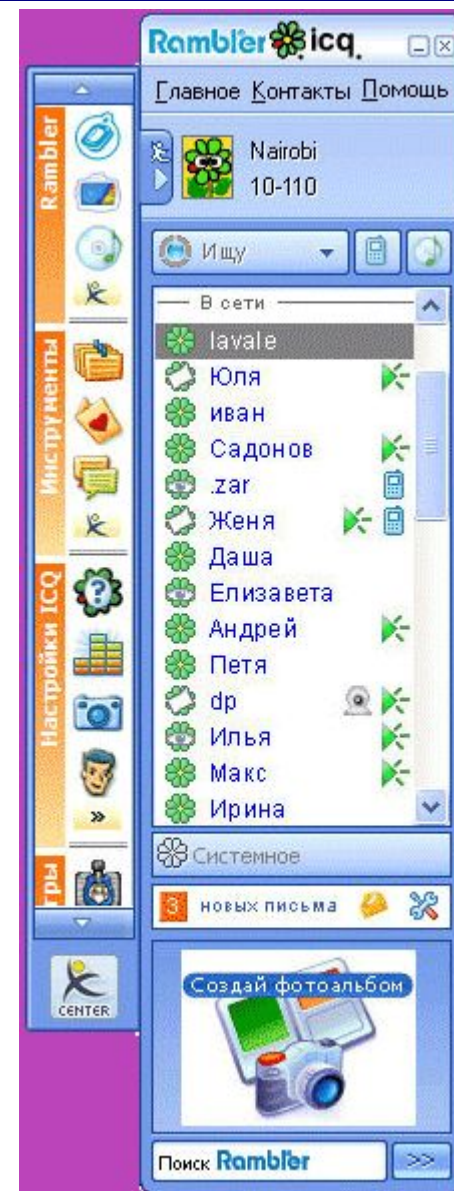 Rambler icq
Главное Контакты Помощь
Nairobi
10-110
Ищу
В сети
lavale
Юля
иван
Садонов
.zar
Женя
Даша
Елизавета
Андрей
Петя
dp
Илья
Макс
Ирина
Системное
3 новых письма
Создай фотоальбом
Поиск Rambler >>
Rambler
Инструменты
Настройки ICQ
»
гры
CENTER